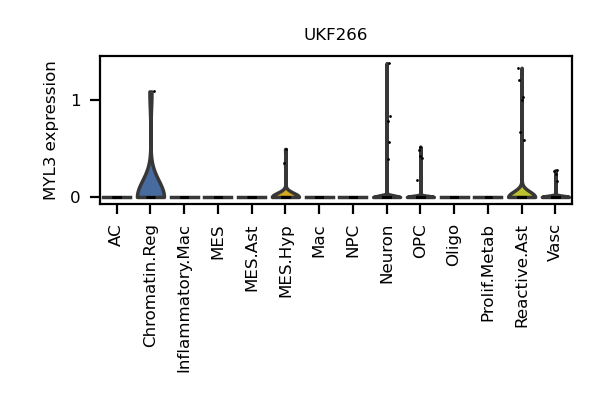 UKF266
MYL3 expression
1
0
AC
Chromatin.Reg
Inflammatory.Mac
MES
MES.Ast
MES.Hyp
Mac
NPC
Neuron
OPC
Oligo
Prolif.Metab
Reactive.Ast
Vasc